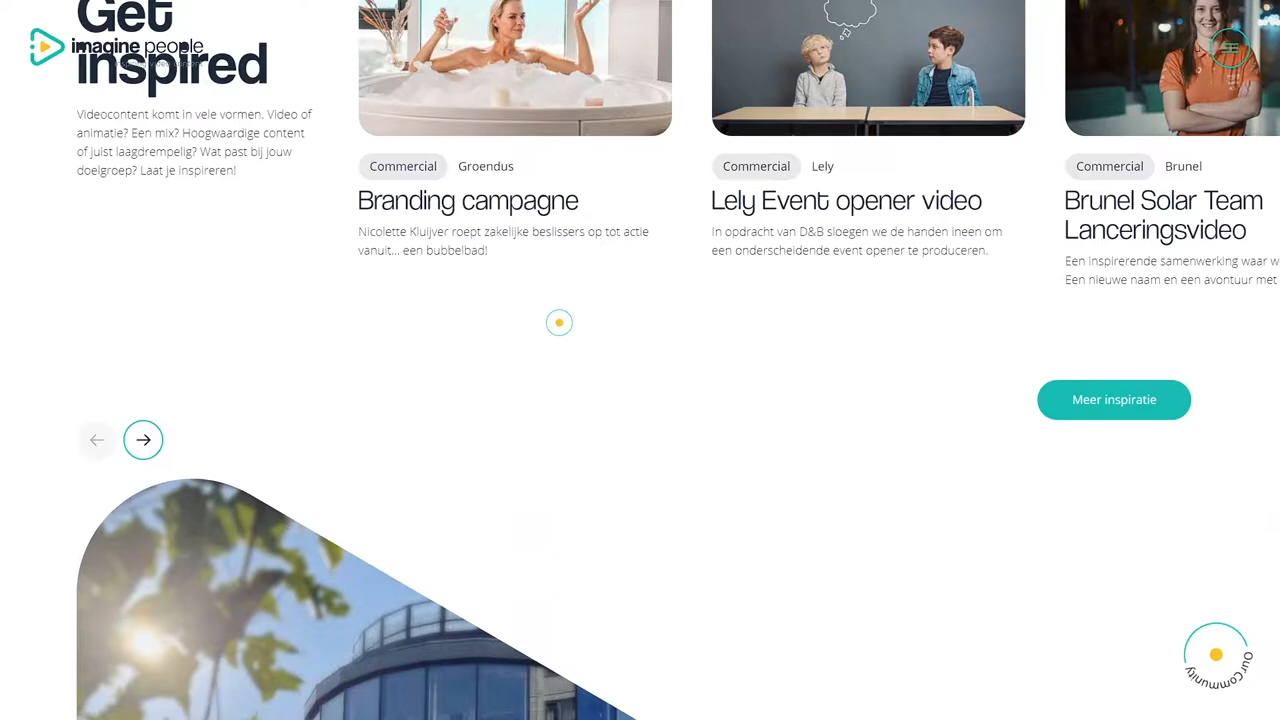 Get
inspired
imagine people
Videocontent komt in vele vormen. Video of
animatie? Een mix? Hoogwaardige content
of juist laagdrempelig? Wat past bij jouw
doelgroep? Laat je inspireren!
Commercial Groendus
Branding campagne
Nicolette Kluijver roept zakelijke beslissers op tot actie
vanuit... een bubbelbad!
Commercial Lely
Lely Event opener video
In opdracht van D&B sloegen we de handen ineen om
een onderscheidende event opener te produceren.
Commercial Brunel
Brunel Solar Team
Lanceringsvideo
Een inspirerende samenwerking waar w
Een nieuwe naam en een avontuur met
Meer inspiratie
OurCommunity